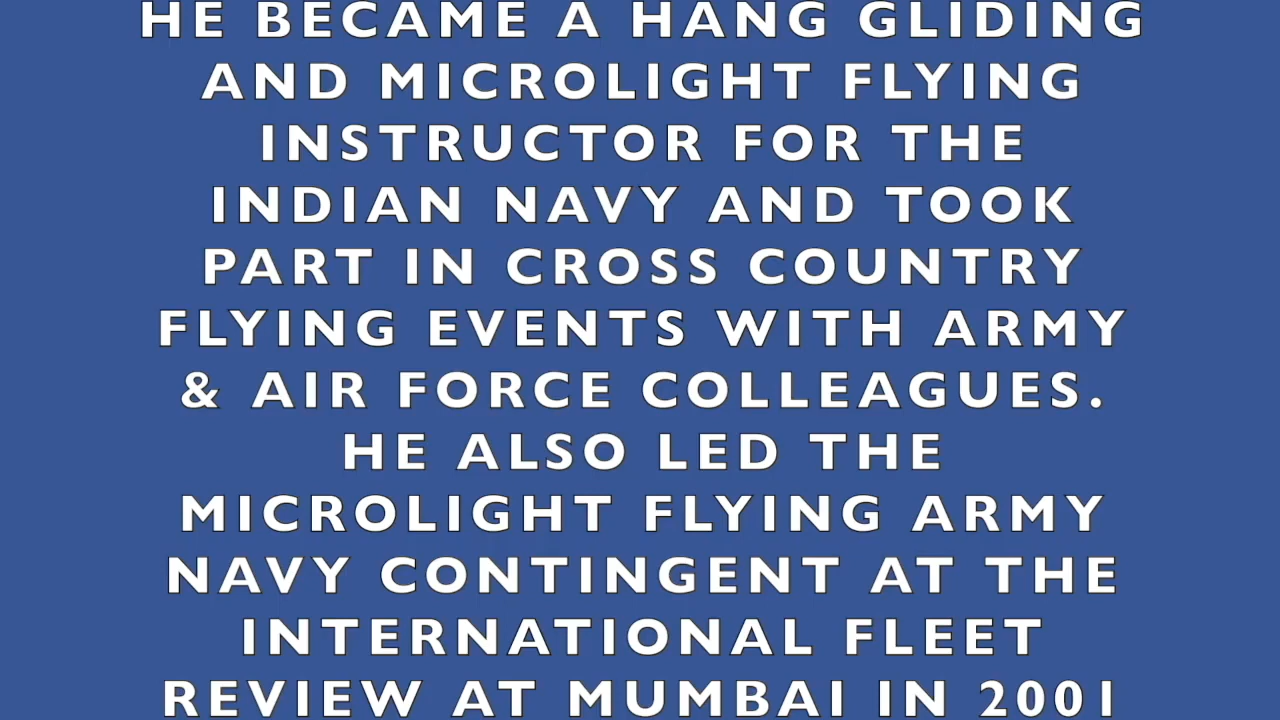 HE BECAME A HANG GLIDING
AND MICROLIGHT FLYING
INSTRUCTOR FOR THE
INDIAN NAVY AND TOOK
PART IN CROSS COUNTRY
FLYING EVENTS WITH ARMY
& AIR FORCE COLLEAGUES.
HE ALSO LED THE
MICROLIGHT FLYING ARMY
NAVY CONTINGENT AT THE
INTERNATIONAL FLEET
REVIEW AT MUMBAI IN 2001